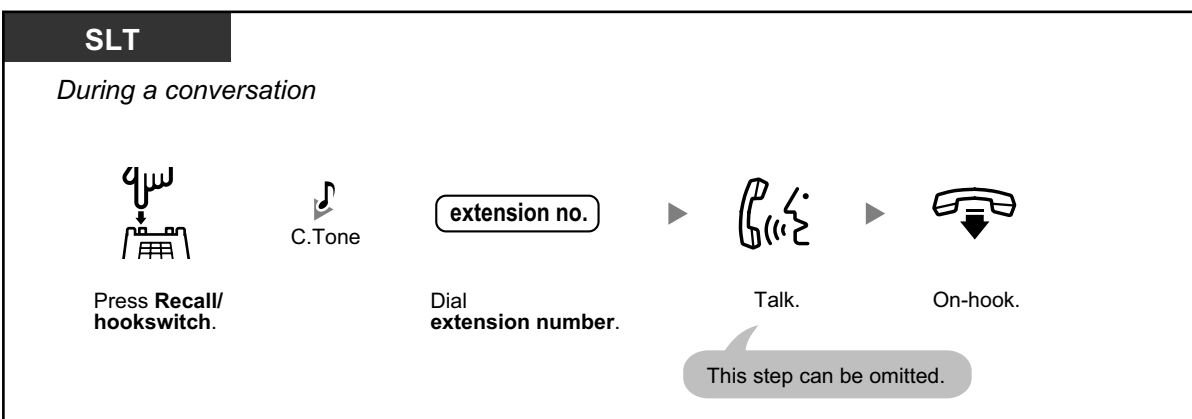 SLT
During a conversation
C.Tone
extension no.
Press Recall/
hookswitch.
Dial
extension number.
Talk.
On-hook.
This step can be omitted.